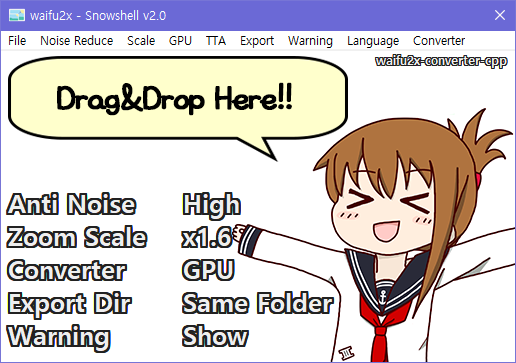 waifu2x - Snowshell v2.0
File Noise Reduce Scale GPU TTA Export Warning Language Converter
waifu2x-converter-cpp
Drag&Drop Here!!
Anti Noise High
Zoom Scale x1.6
Converter GPU
Export Dir Same Folder
Warning Show
III